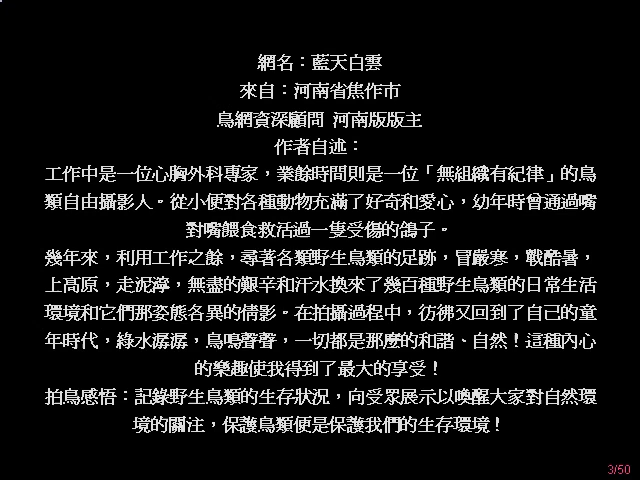 網名：藍天白雲
來自：河南省焦作市
鳥網資深顧問 河南版版主
作者自述：
工作中是一位心胸外科專家，業餘時間則是一位「無組織有紀律」的鳥
類自由攝影人。從小便對各種動物充滿了好奇和愛心，幼年時曾通過嘴
對嘴餵食救活過一隻受傷的鴿子。
幾年來，利用工作之餘，尋著各類野生鳥類的足跡，冒嚴寒，戰酷暑，
上高原，走泥濘，無盡的艱辛和汗水換來了幾百種野生鳥類的日常生活
環境和它們那姿態各異的倩影。在拍攝過程中，彷彿又回到了自己的童
年時代，綠水潺潺，鳥鳴聲聲，一切都是那麼的和諧、自然！這種內心
的樂趣使我得到了最大的享受！
拍鳥感悟：記錄野生鳥類的生存狀況，向受眾展示以喚醒大家對自然環
境的關注，保護鳥類便是保護我們的生存環境！
3/50